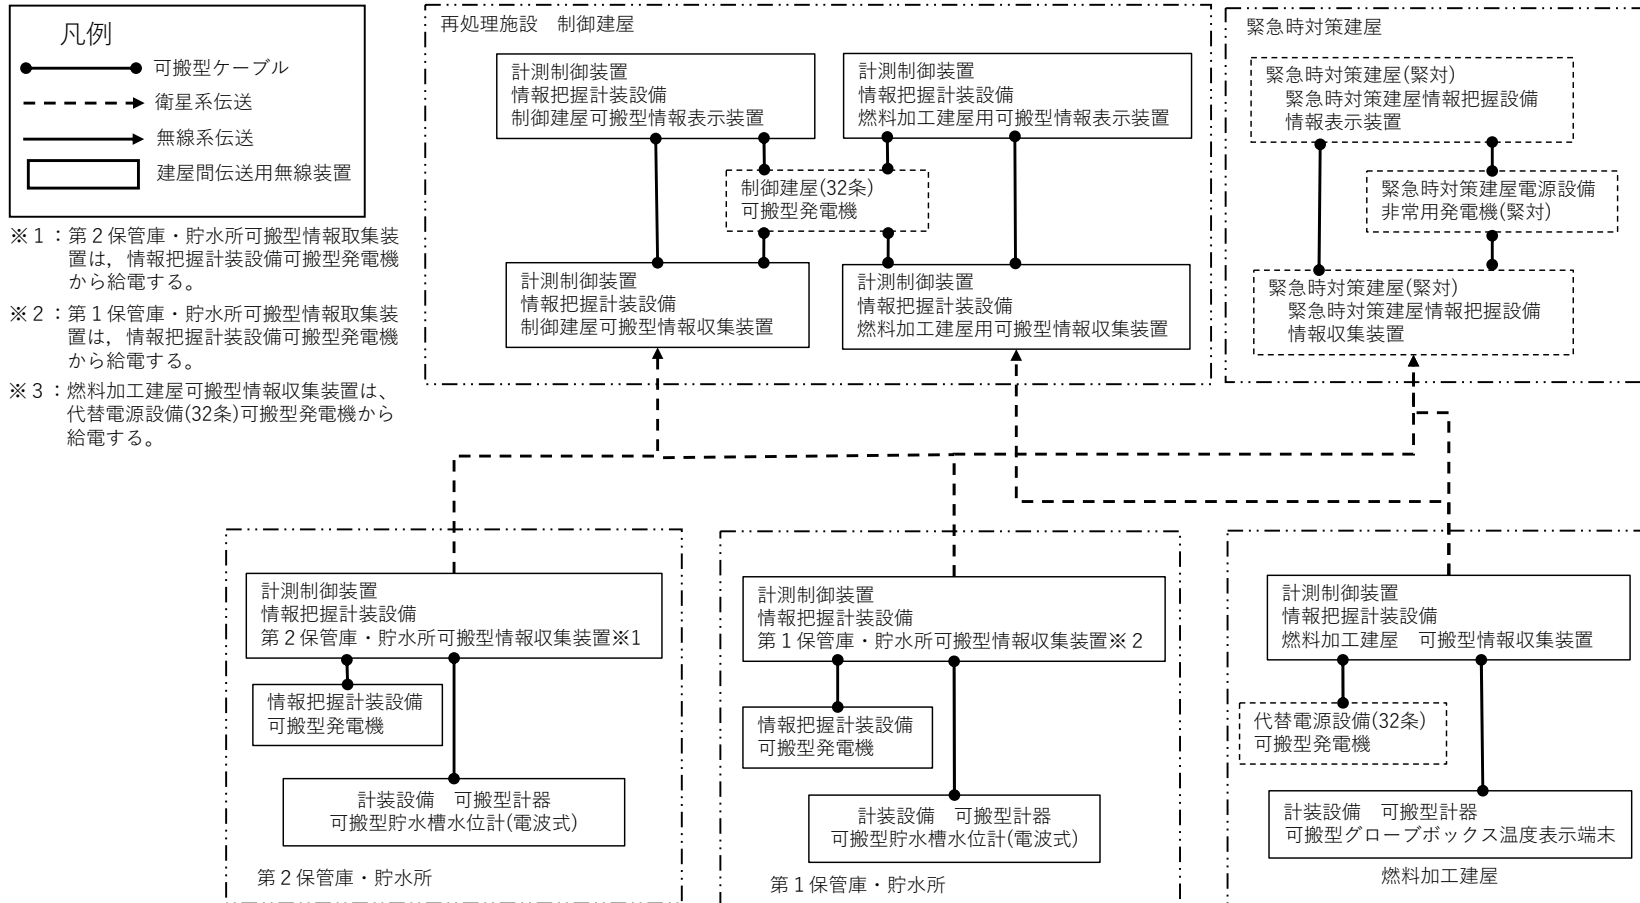 凡例
可搬型ケーブル
衛星系伝送
無線系伝送
建屋間伝送用無線装置
※1：第2保管庫・貯水所可搬型情報取集装
置は，情報把握計装設備可搬型発電機
から給電する。
※2：第1保管庫・貯水所可搬型情報取集装
置は，情報把握計装設備可搬型発電機
から給電する。
※3：燃料加工建屋可搬型情報収集装置は、
代替電源設備(32条)可搬型発電機から
給電する。
再処理施設　制御建屋
計測制御装置
情報把握計装設備
制御建屋可搬型情報表示装置
計測制御装置
情報把握計装設備
燃料加工建屋用可搬型情報表示装置
制御建屋(32条)
可搬型発電機
計測制御装置
情報把握計装設備
制御建屋可搬型情報収集装置
計測制御装置
情報把握計装設備
燃料加工建屋用可搬型情報収集装置
緊急時対策建屋
緊急時対策建屋(緊対)
緊急時対策建屋情報把握設備
情報表示装置
緊急時対策建屋電源設備
非常用発電機(緊対)
緊急時対策建屋(緊対)
緊急時対策建屋情報把握設備
情報収集装置
計測制御装置
情報把握計装設備
第2保管庫・貯水所可搬型情報収集装置※1
情報把握計装設備
可搬型発電機
計装設備　可搬型計器
可搬型貯水槽水位計(電波式)
第2保管庫・貯水所
計測制御装置
情報把握計装設備
第1保管庫・貯水所可搬型情報収集装置※2
情報把握計装設備
可搬型発電機
計装設備　可搬型計器
可搬型貯水槽水位計(電波式)
第1保管庫・貯水所
計測制御装置
情報把握計装設備
燃料加工建屋　可搬型情報収集装置
代替電源設備(32条)
可搬型発電機
計装設備　可搬型計器
可搬型グローブボックス温度表示端末
燃料加工建屋